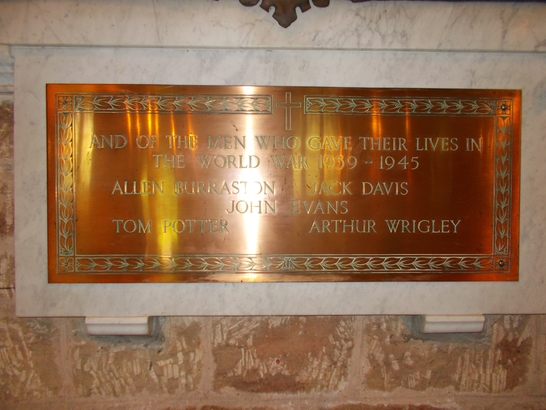 AND OF THE MEN WHO GAVE THEIR LIVES IN
THE WORLD WAR 1939 - 1945
ALLEN BURRASTON JACK DAVIS
JOHN EVANS
TOM POTTER ARTHUR WRIGLEY